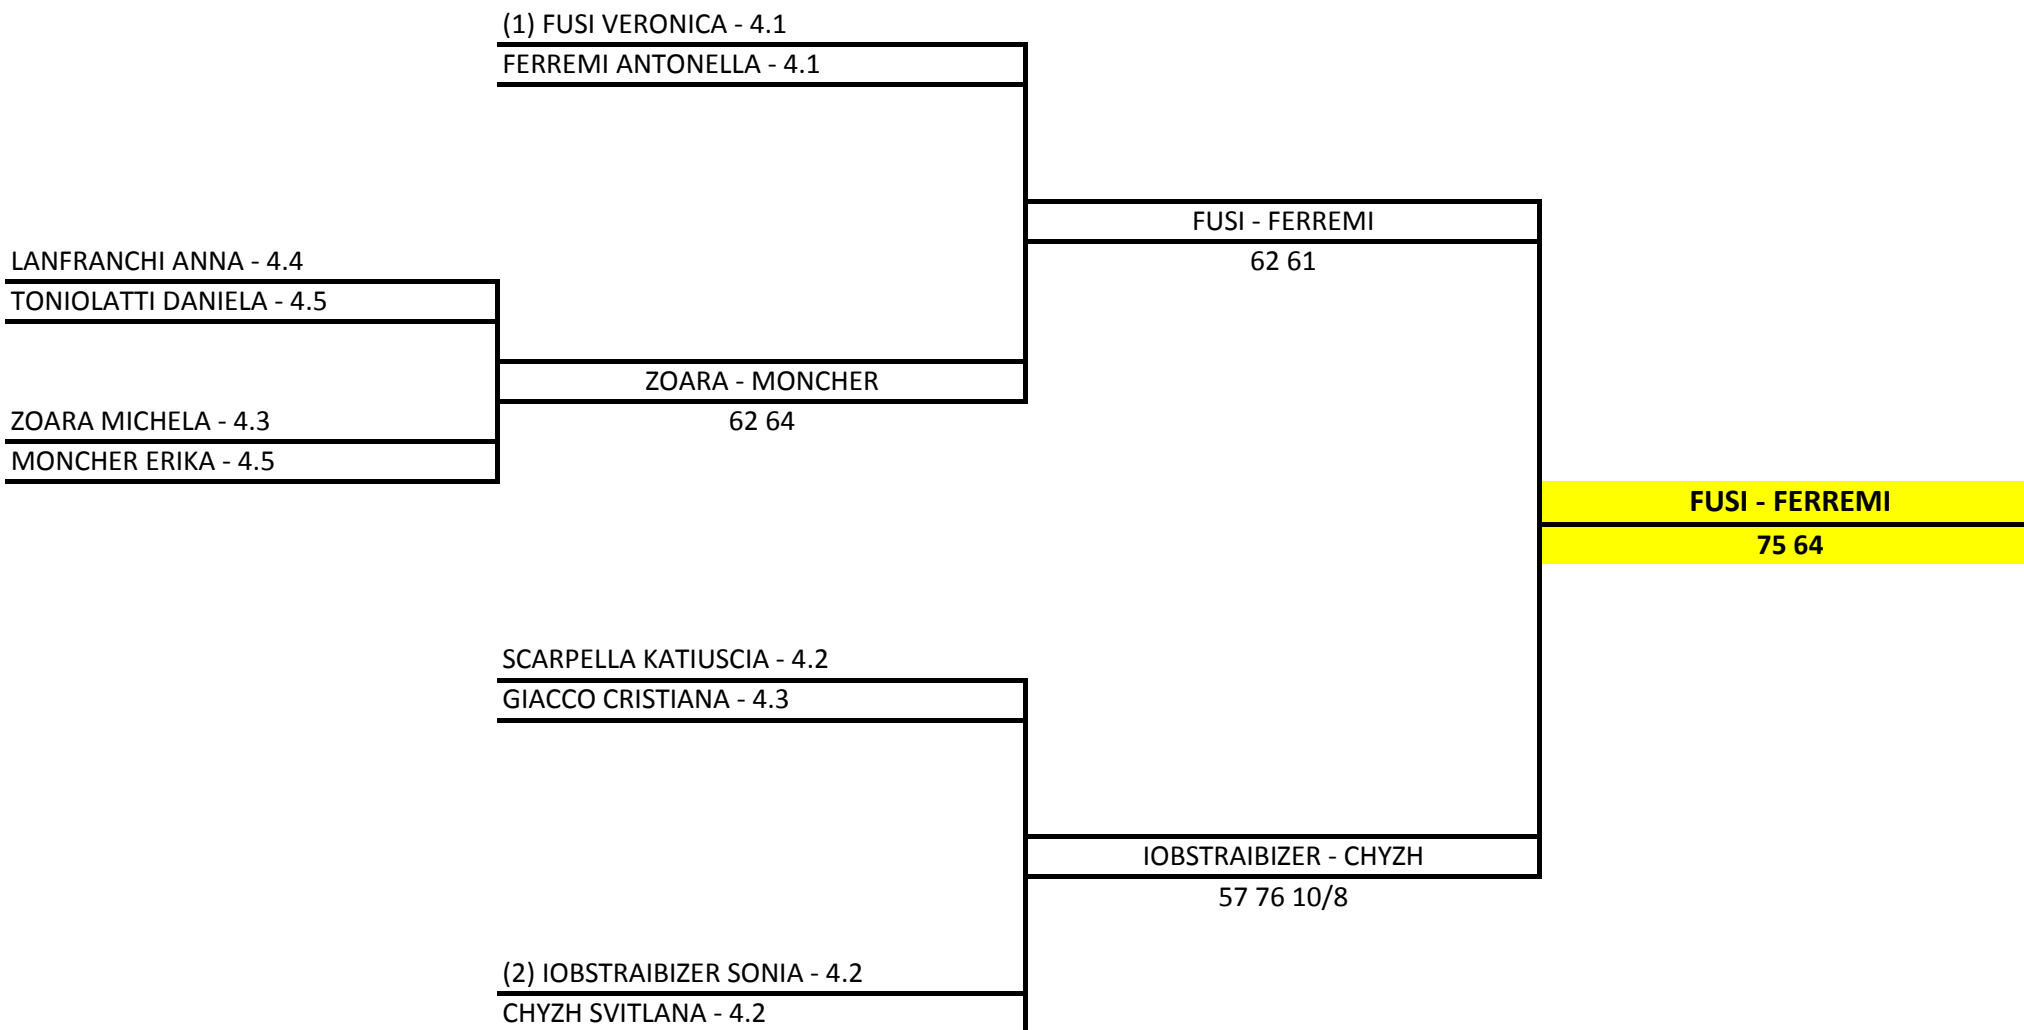 (1) FUSI VERONICA - 4.1
FERREMI ANTONELLA - 4.1
FUSI - FERREMI
62 61
LANFRANCHI ANNA - 4.4
TONIOLATTI DANIELA - 4.5
ZOARA - MONCHER
62 64
ZOARA MICHELA - 4.3
MONCHER ERIKA - 4.5
FUSI - FERREMI
75 64
SCARPELLA KATIUSCIA - 4.2
GIACCO CRISTIANA - 4.3
IOBSTRAIBIZER - CHYZH
57 76 10/8
(2) IOBSTRAIBIZER SONIA - 4.2
CHYZH SVITLANA - 4.2